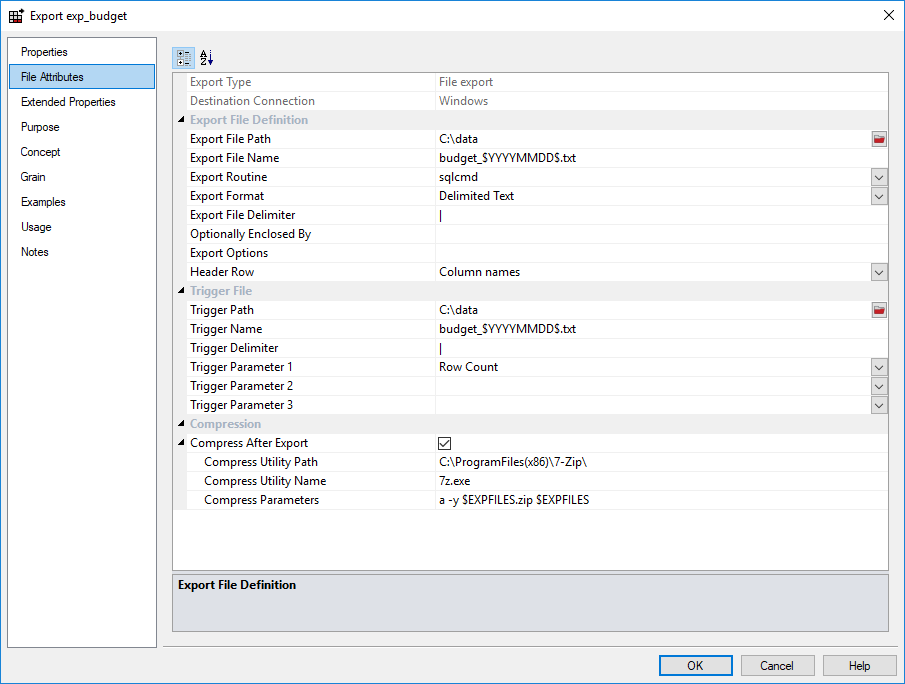 Export exp_budget
Properties
File Attributes
Extended Properties
Purpose
Concept
Grain
Examples
Usage
Notes
Export Type File export
Destination Connection Windows
Export File Definition
Export File Path C:\data
Export File Name budget_$YYYYMMDD$.txt
Export Routine sqlcmd
Export Format Delimited Text
Export File Delimiter |
Optionally Enclosed By
Export Options
Header Row Column names
Trigger File
Trigger Path C:\data
Trigger Name budget_$YYYYMMDD$.txt
Trigger Delimiter |
Trigger Parameter 1 Row Count
Trigger Parameter 2
Trigger Parameter 3
Compression
Compress After Export
Compress Utility Path C:\ProgramFiles(x86)\7-Zip\
Compress Utility Name 7z.exe
Compress Parameters a -y $EXPFILES.zip $EXPFILES
Export File Definition
OK Cancel Help